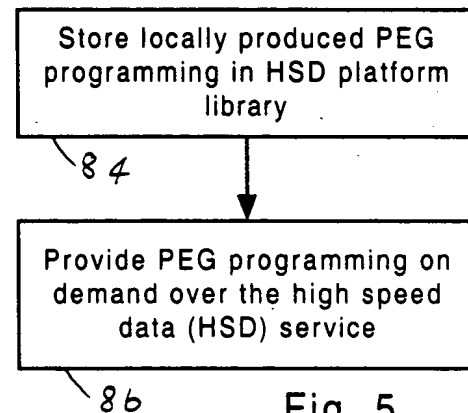 Store locally produced PEG
programming in HSD platform
library
84
Provide PEG programming on
demand over the high speed
data (HSD) service
86
Fig. 5